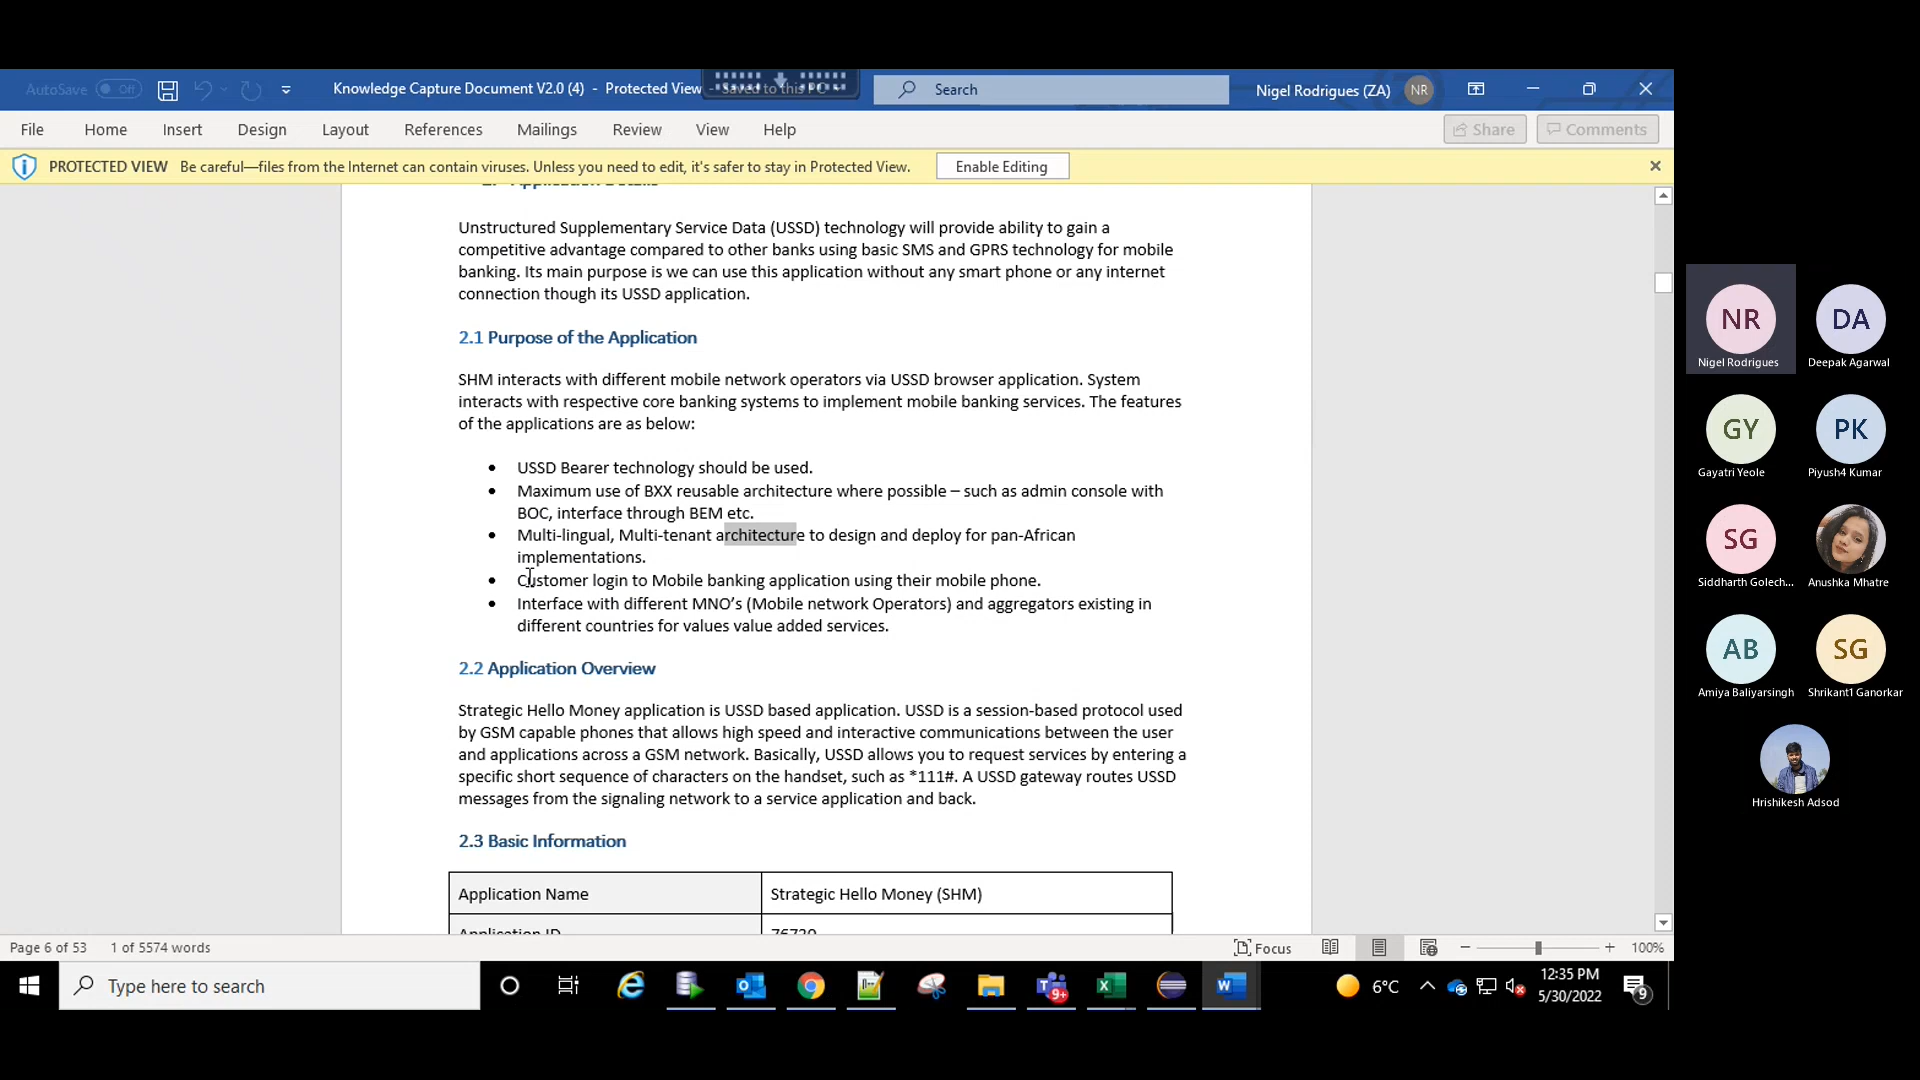 AutoSave Off Knowledge Capture Document V2.0 (4) - Protected View - Saved to this PC Search Nigel Rodrigues (ZA) NR
File Home Insert Design Layout References Mailings Review View Help Share Comments
PROTECTED VIEW Be careful—files from the Internet can contain viruses. Unless you need to edit, it's safer to stay in Protected View. Enable Editing
Unstructured Supplementary Service Data (USSD) technology will provide ability to gain a
competitive advantage compared to other banks using basic SMS and GPRS technology for mobile
banking. Its main purpose is we can use this application without any smart phone or any internet
connection though its USSD application.
2.1 Purpose of the Application
SHM interacts with different mobile network operators via USSD browser application. System
interacts with respective core banking systems to implement mobile banking services. The features
of the applications are as below:
• USSD Bearer technology should be used.
• Maximum use of BXX reusable architecture where possible – such as admin console with
BOC, interface through BEM etc.
• Multi-lingual, Multi-tenant architecture to design and deploy for pan-African
implementations.
• Customer login to Mobile banking application using their mobile phone.
• Interface with different MNO's (Mobile network Operators) and aggregators existing in
different countries for values value added services.
2.2 Application Overview
Strategic Hello Money application is USSD based application. USSD is a session-based protocol used
by GSM capable phones that allows high speed and interactive communications between the user
and applications across a GSM network. Basically, USSD allows you to request services by entering a
specific short sequence of characters on the handset, such as *111#. A USSD gateway routes USSD
messages from the signaling network to a service application and back.
2.3 Basic Information
Application Name Strategic Hello Money (SHM)
Application ID
Page 6 of 53 1 of 5574 words Focus 100%
Type here to search 9+ 6°C 12:35 PM
5/30/2022 9
NR DA
Nigel Rodrigues Deepak Agarwal
GY PK
Gayatri Yeole Piyush4 Kumar
SG
Siddharth Golech... Anushka Mhatre
AB SG
Amiya Baliyarsingh Shrikant1 Ganorkar
Hrishikesh Adsod